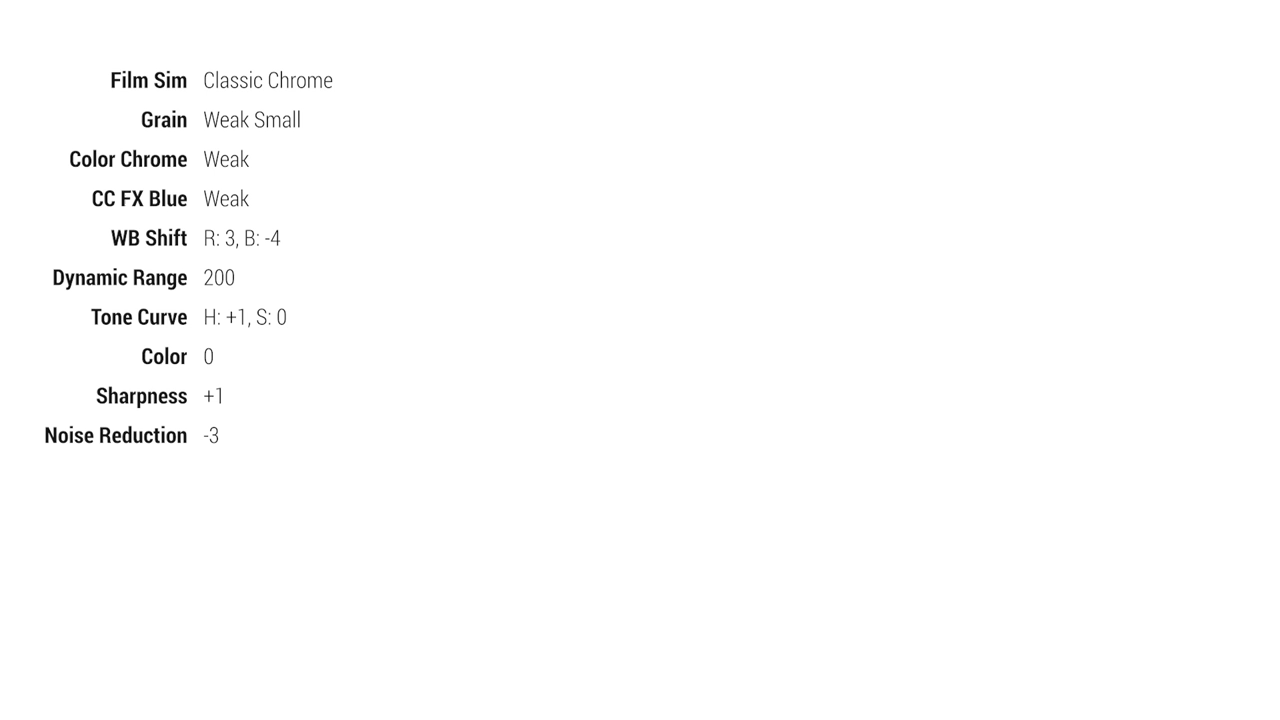 Film Sim Classic Chrome
Grain Weak Small
Color Chrome Weak
CC FX Blue Weak
WB Shift R: 3, B: -4
Dynamic Range 200
Tone Curve H: +1, S: 0
Color 0
Sharpness +1
Noise Reduction -3